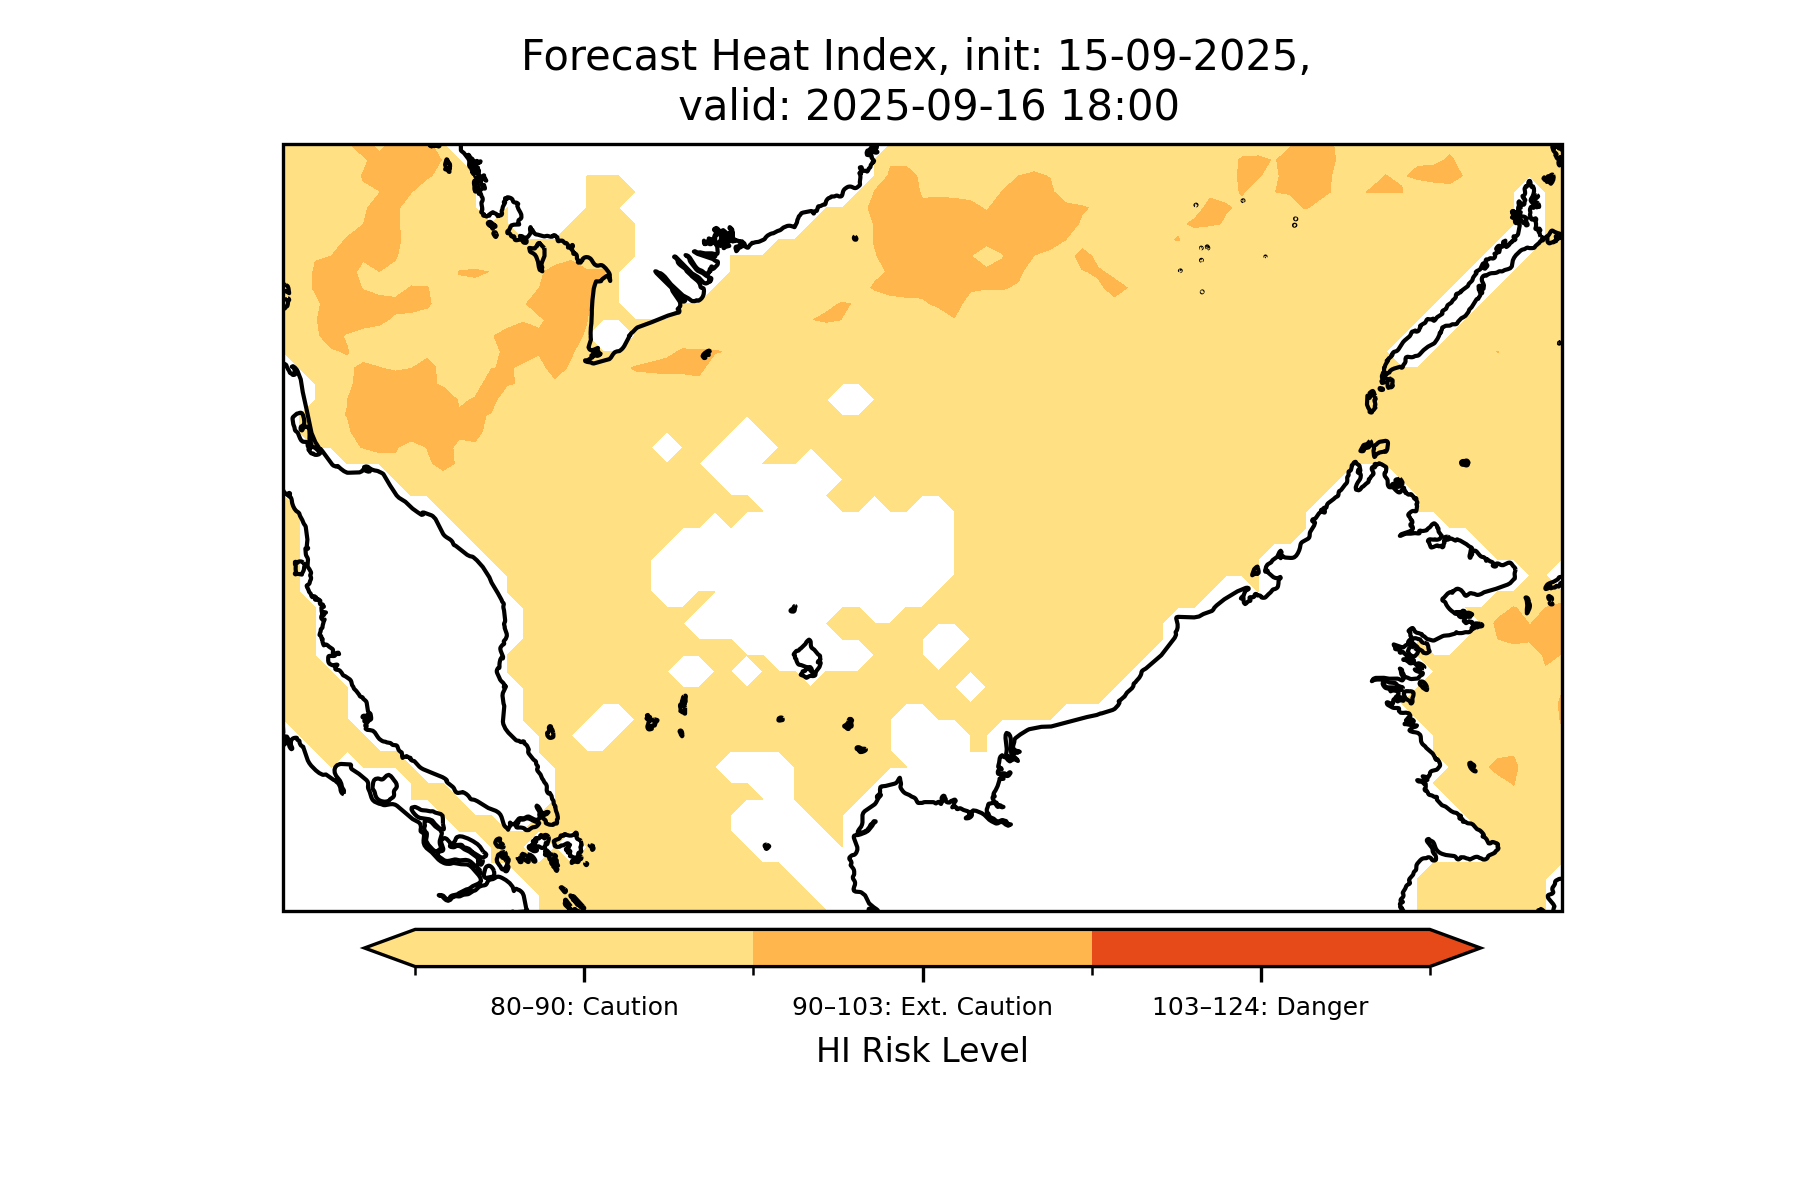 Forecast Heat Index, init: 15-09-2025,
valid: 2025-09-16 18:00
80–90: Caution
90–103: Ext. Caution
103–124: Danger
HI Risk Level